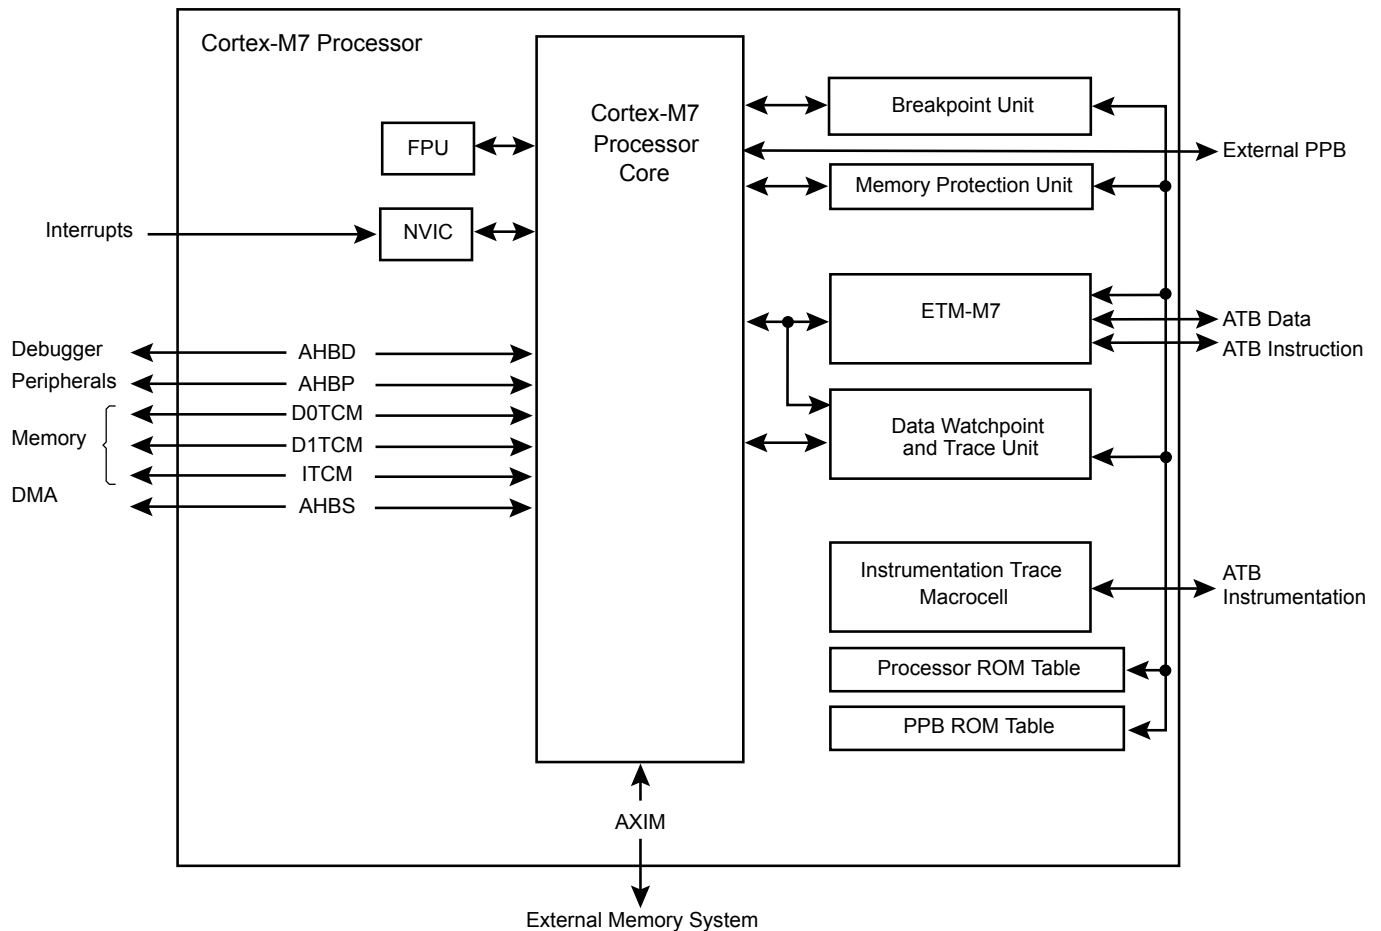 Cortex-M7 Processor
Cortex-M7
Processor
Core
Breakpoint Unit
FPU
External PPB
Memory Protection Unit
Interrupts
NVIC
ETM-M7
ATB Data
ATB Instruction
Debugger
AHBD
Peripherals
AHBP
D0TCM
Memory
D1TCM
ITCM
DMA
AHBS
Data Watchpoint
and Trace Unit
Instrumentation Trace
Macrocell
ATB
Instrumentation
Processor ROM Table
PPB ROM Table
AXIM
External Memory System